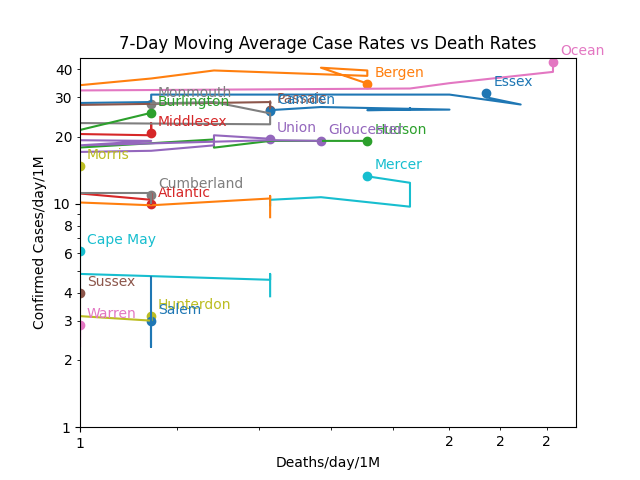 7-Day Moving Average Case Rates vs Death Rates
Ocean
40
Bergen
Essex
30
Monmouth
Burlington
Camden
Middlesex
Union
Gloucester
Hudson
20
Morris
Mercer
Cumberland
Atlantic
10
8
Cape May
6
Sussex
4
Hunterdon
Salem
Warren
3
2
1
Confirmed Cases/day/1M
1
2
2
2
Deaths/day/1M